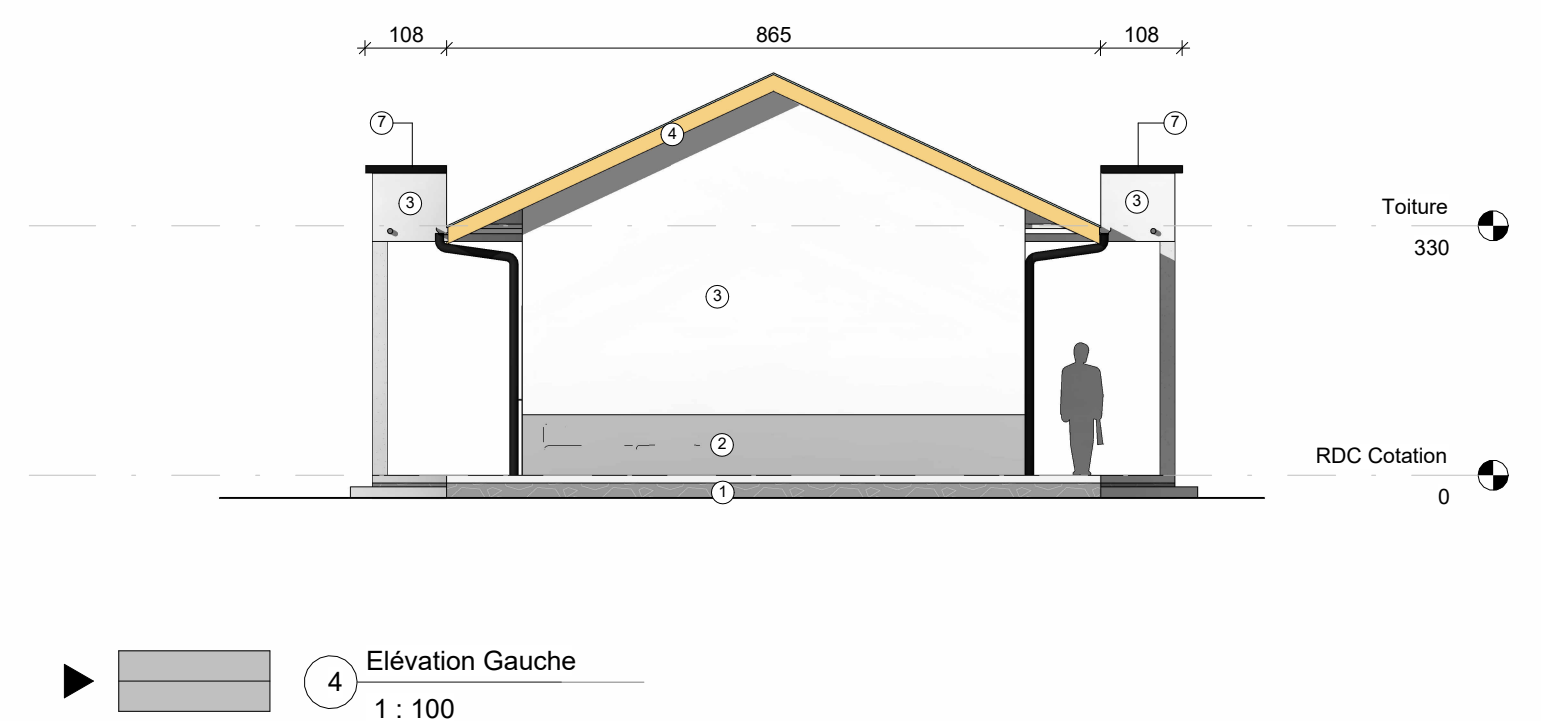 108 865 108
7 7
4
3 3
Toiture
330
3
2
RDC Cotation
1
0
Elévation Gauche
4
1 : 100